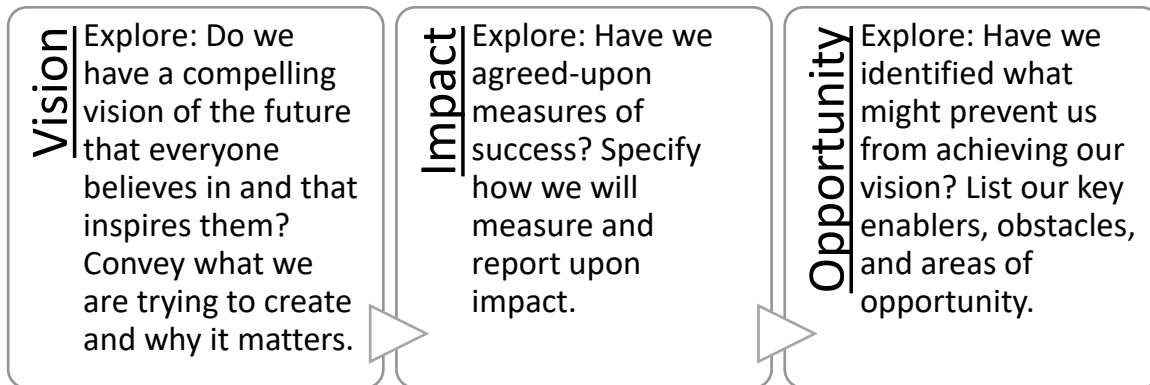 Vision
Explore: Do we
have a compelling
vision of the future
that everyone
believes in and that
inspires them?
Convey what we
are trying to create
and why it matters.
Impact
Explore: Have we
agreed-upon
measures of
success? Specify
how we will
measure and
report upon
impact.
Opportunity
Explore: Have we
identified what
might prevent us
from achieving our
vision? List our key
enablers, obstacles,
and areas of
opportunity.